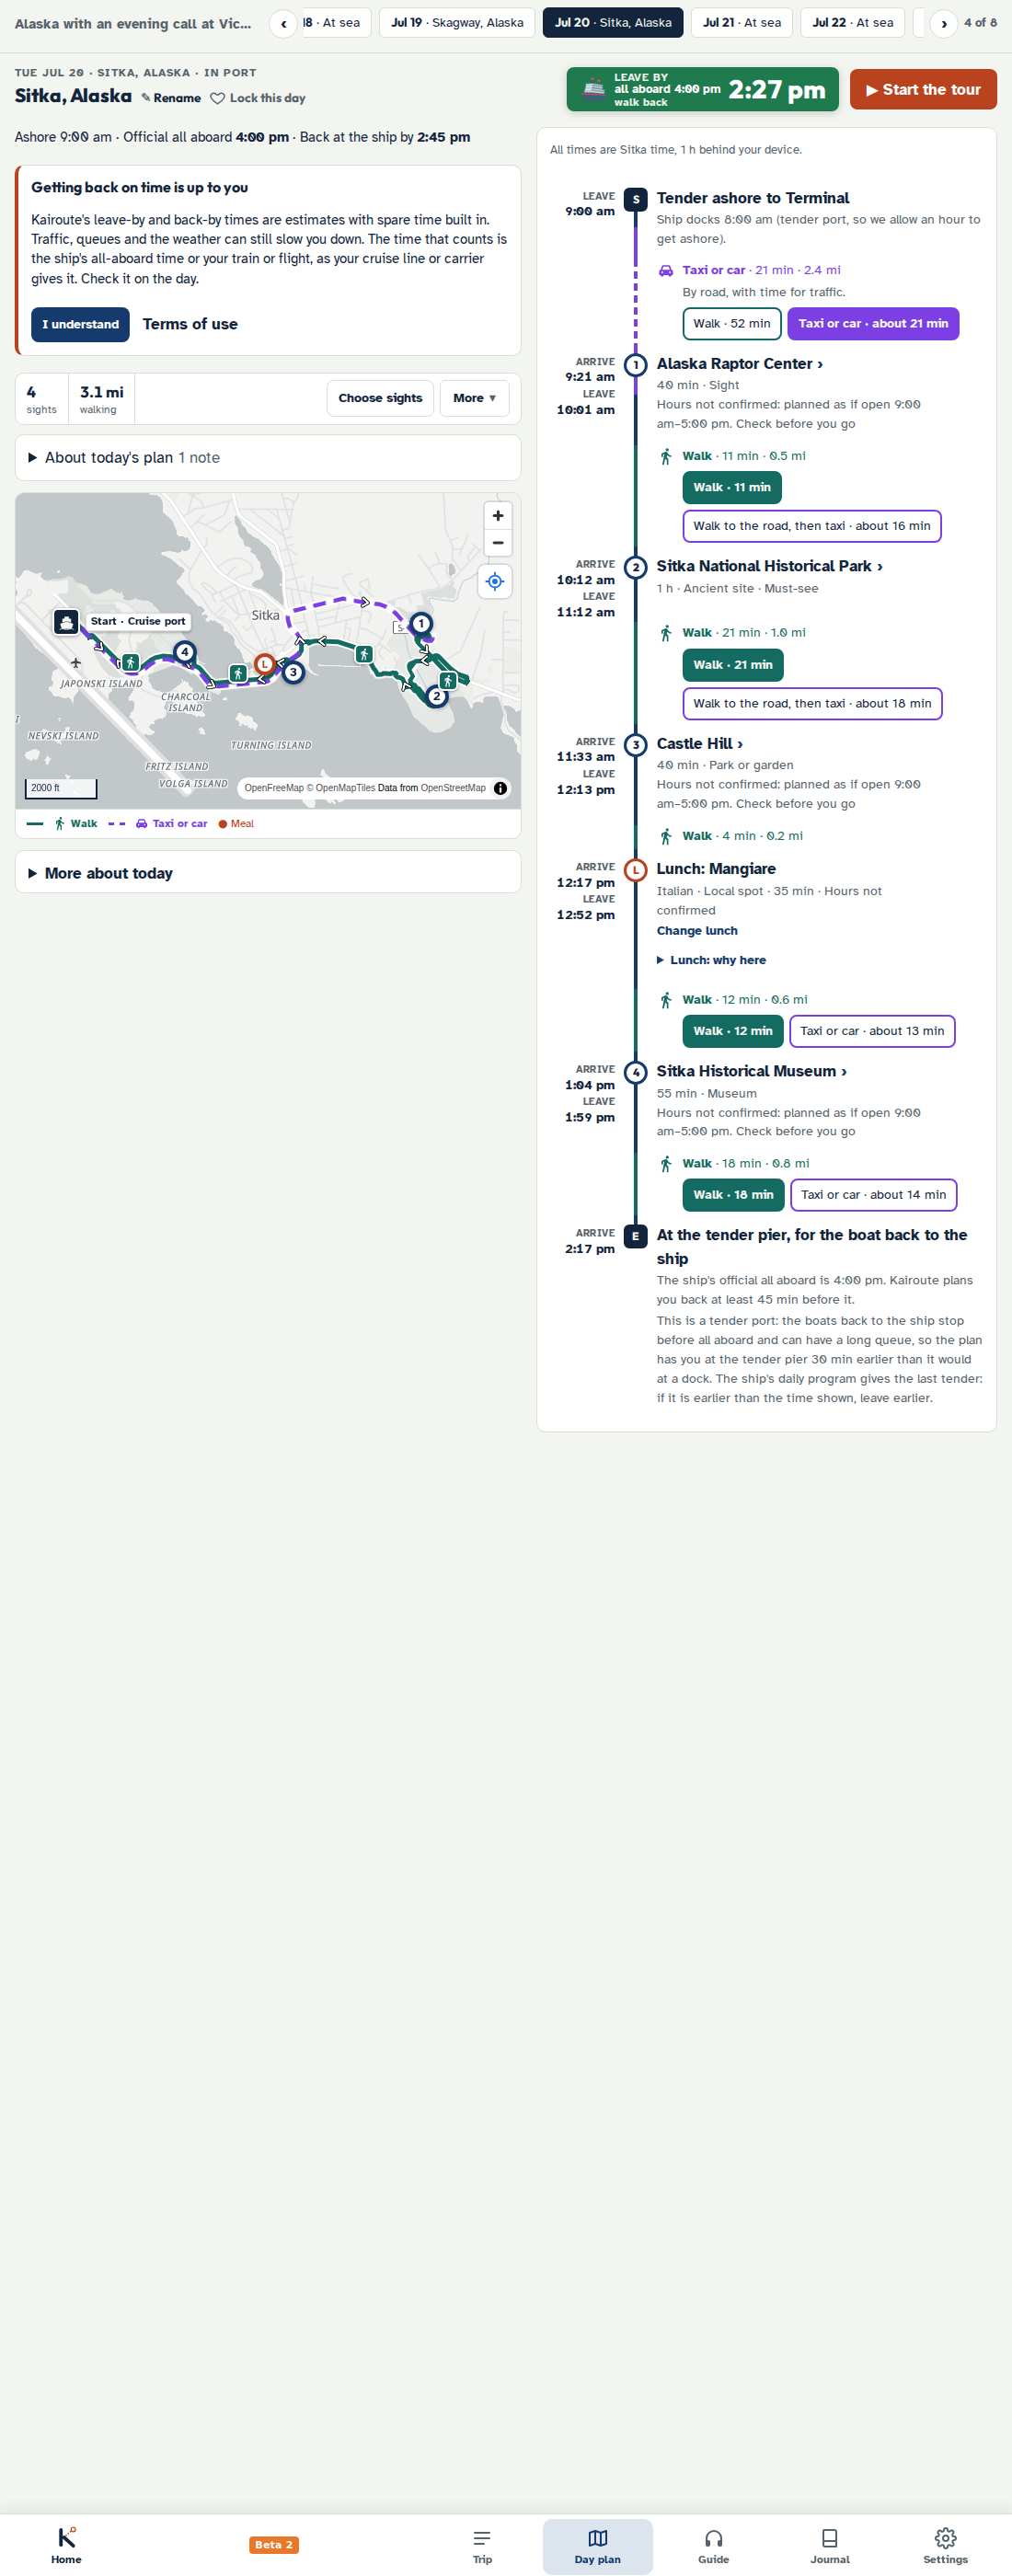 Alaska with an evening call at Vic...
‹
18 · At sea
Jul 19 · Skagway, Alaska
Jul 20 · Sitka, Alaska
Jul 21 · At sea
Jul 22 · At sea
›
4 of 8
TUE JUL 20 · SITKA, ALASKA · IN PORT
Sitka, Alaska
✎ Rename
Lock this day
LEAVE BY
all aboard 4:00 pm
walk back
2:27 pm
▶ Start the tour
Ashore 9:00 am · Official all aboard 4:00 pm · Back at the ship by 2:45 pm
Getting back on time is up to you
Kairoute's leave-by and back-by times are estimates with spare time built in.
Traffic, queues and the weather can still slow you down. The time that counts is
the ship's all-aboard time or your train or flight, as your cruise line or carrier
gives it. Check it on the day.
I understand
Terms of use
4
sights
3.1 mi
walking
Choose sights
More ▼
▶ About today's plan 1 note
+
−
Sitka
Start · Cruise port
1
2
3
4
L
5
JAPONSKI ISLAND
CHARCOAL
ISLAND
NEVSKI ISLAND
TURNING ISLAND
FRITZ ISLAND
VOLGA ISLAND
2000 ft
OpenFreeMap © OpenMapTiles Data from OpenStreetMap
Walk
Taxi or car
Meal
▶ More about today
All times are Sitka time, 1 h behind your device.
LEAVE
9:00 am
S
Tender ashore to Terminal
Ship docks 8:00 am (tender port, so we allow an hour to
get ashore).
Taxi or car · 21 min · 2.4 mi
By road, with time for traffic.
Walk · 52 min
Taxi or car · about 21 min
ARRIVE
9:21 am
LEAVE
10:01 am
1
Alaska Raptor Center ›
40 min · Sight
Hours not confirmed: planned as if open 9:00
am–5:00 pm. Check before you go
Walk · 11 min · 0.5 mi
Walk · 11 min
Walk to the road, then taxi · about 16 min
ARRIVE
10:12 am
LEAVE
11:12 am
2
Sitka National Historical Park ›
1 h · Ancient site · Must-see
Walk · 21 min · 1.0 mi
Walk · 21 min
Walk to the road, then taxi · about 18 min
ARRIVE
11:33 am
LEAVE
12:13 pm
3
Castle Hill ›
40 min · Park or garden
Hours not confirmed: planned as if open 9:00
am–5:00 pm. Check before you go
Walk · 4 min · 0.2 mi
ARRIVE
12:17 pm
LEAVE
12:52 pm
L
Lunch: Mangiare
Italian · Local spot · 35 min · Hours not
confirmed
Change lunch
▶ Lunch: why here
Walk · 12 min · 0.6 mi
Walk · 12 min
Taxi or car · about 13 min
ARRIVE
1:04 pm
LEAVE
1:59 pm
4
Sitka Historical Museum ›
55 min · Museum
Hours not confirmed: planned as if open 9:00
am–5:00 pm. Check before you go
Walk · 18 min · 0.8 mi
Walk · 18 min
Taxi or car · about 14 min
ARRIVE
2:17 pm
E
At the tender pier, for the boat back to the
ship
The ship's official all aboard is 4:00 pm. Kairoute plans
you back at least 45 min before it.
This is a tender port: the boats back to the ship stop
before all aboard and can have a long queue, so the plan
has you at the tender pier 30 min earlier than it would
at a dock. The ship's daily program gives the last tender:
if it is earlier than the time shown, leave earlier.
Home
Beta 2
Trip
Day plan
Guide
Journal
Settings